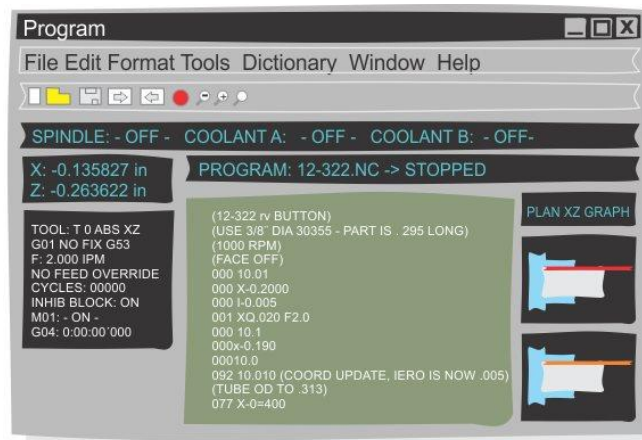 Program
File Edit Format Tools Dictionary Window Help
SPINDLE: - OFF - COOLANT A: - OFF - COOLANT B: - OFF-
X: -0.135827 in
Z: -0.263622 in
PROGRAM: 12-322.NC -> STOPPED
TOOL: T 0 ABS XZ
G01 NO FIX G53
F: 2.000 IPM
NO FEED OVERRIDE
CYCLES: 00000
INHIB BLOCK: ON
M01: - ON -
G04: 0:00:00´000
(12-322 rv BUTTON)
(USE 3/8¨ DIA 30355 - PART IS . 295 LONG)
(1000 RPM)
(FACE OFF)
000 10.01
000 X-0.2000
000 I-0.005
001 XQ.020 F2.0
000 10.1
000x-0.190
00010.0
092 10.010 (COORD UPDATE, IERO IS NOW .005)
(TUBE OD TO .313)
077 X-0=400
PLAN XZ GRAPH